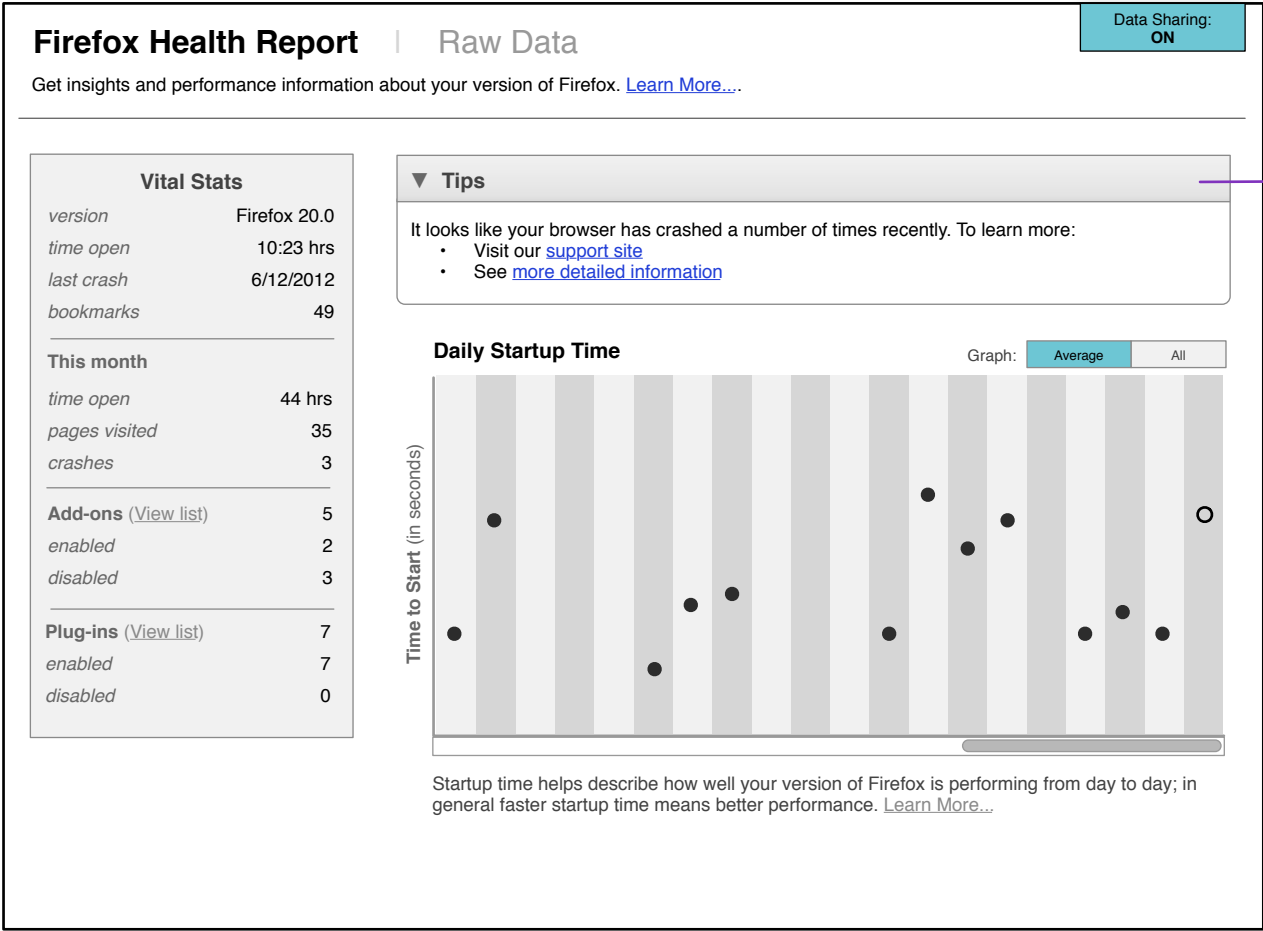 Firefox Health Report | Raw Data
Data Sharing:
ON
Get insights and performance information about your version of Firefox. Learn More....
Vital Stats
version Firefox 20.0
time open 10:23 hrs
last crash 6/12/2012
bookmarks 49
This month
time open 44 hrs
pages visited 35
crashes 3
Add-ons (View list) 5
enabled 2
disabled 3
Plug-ins (View list) 7
enabled 7
disabled 0
▼ Tips
It looks like your browser has crashed a number of times recently. To learn more:
• Visit our support site
• See more detailed information
Daily Startup Time
Graph: Average All
Time to Start (in seconds)
Startup time helps describe how well your version of Firefox is performing from day to day; in
general faster startup time means better performance. Learn More...